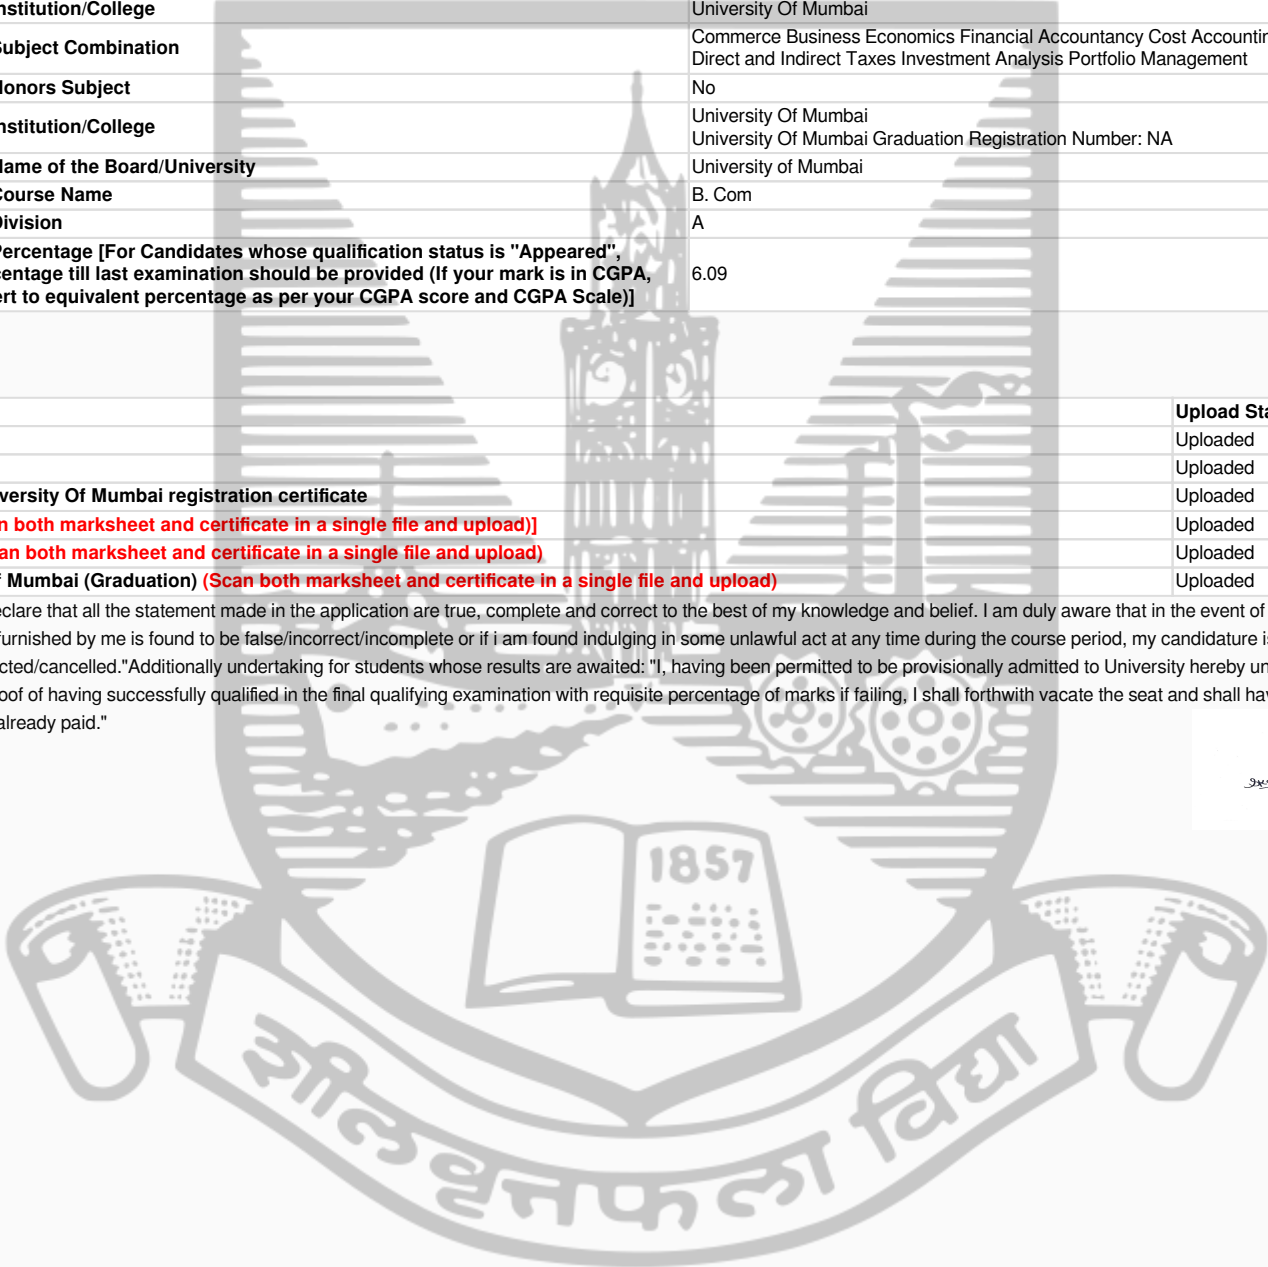 nstitution/College University Of Mumbai
Subject Combination Commerce Business Economics Financial Accountancy Cost Accountin
Direct and Indirect Taxes Investment Analysis Portfolio Management
Honors Subject No
nstitution/College University Of Mumbai
University Of Mumbai Graduation Registration Number: NA
Name of the Board/University University of Mumbai
Course Name B. Com
Division A
Percentage [For Candidates whose qualification status is "Appeared",
centage till last examination should be provided (If your mark is in CGPA, 6.09
ert to equivalent percentage as per your CGPA score and CGPA Scale)]
Upload Sta
Uploaded
Uploaded
versity Of Mumbai registration certificate Uploaded
n both marksheet and certificate in a single file and upload)] Uploaded
an both marksheet and certificate in a single file and upload) Uploaded
f Mumbai (Graduation) (Scan both marksheet and certificate in a single file and upload) Uploaded
eclare that all the statement made in the application are true, complete and correct to the best of my knowledge and belief. I am duly aware that in the event of
furnished by me is found to be false/incorrect/incomplete or if i am found indulging in some unlawful act at any time during the course period, my candidature is
cted/cancelled."Additionally undertaking for students whose results are awaited: "I, having been permitted to be provisionally admitted to University hereby un
oof of having successfully qualified in the final qualifying examination with requisite percentage of marks if failing, I shall forthwith vacate the seat and shall hav
already paid."
1857
शीलवृत्तफला विद्या